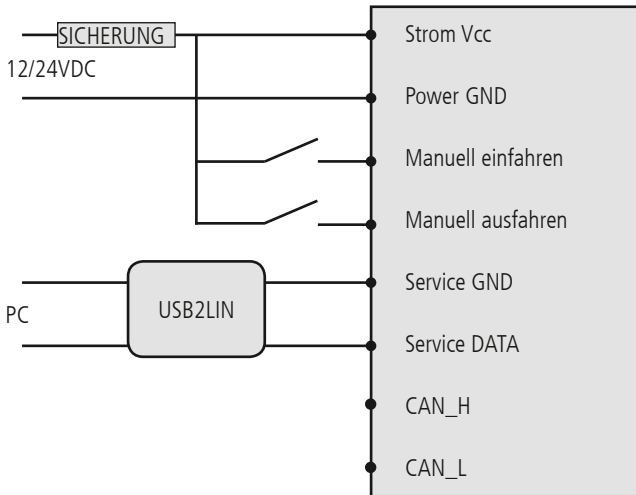 SICHERUNG
Strom Vcc
12/24VDC
Power GND
Manuell einfahren
Manuell ausfahren
Service GND
PC
USB2LIN
Service DATA
CAN_H
CAN_L